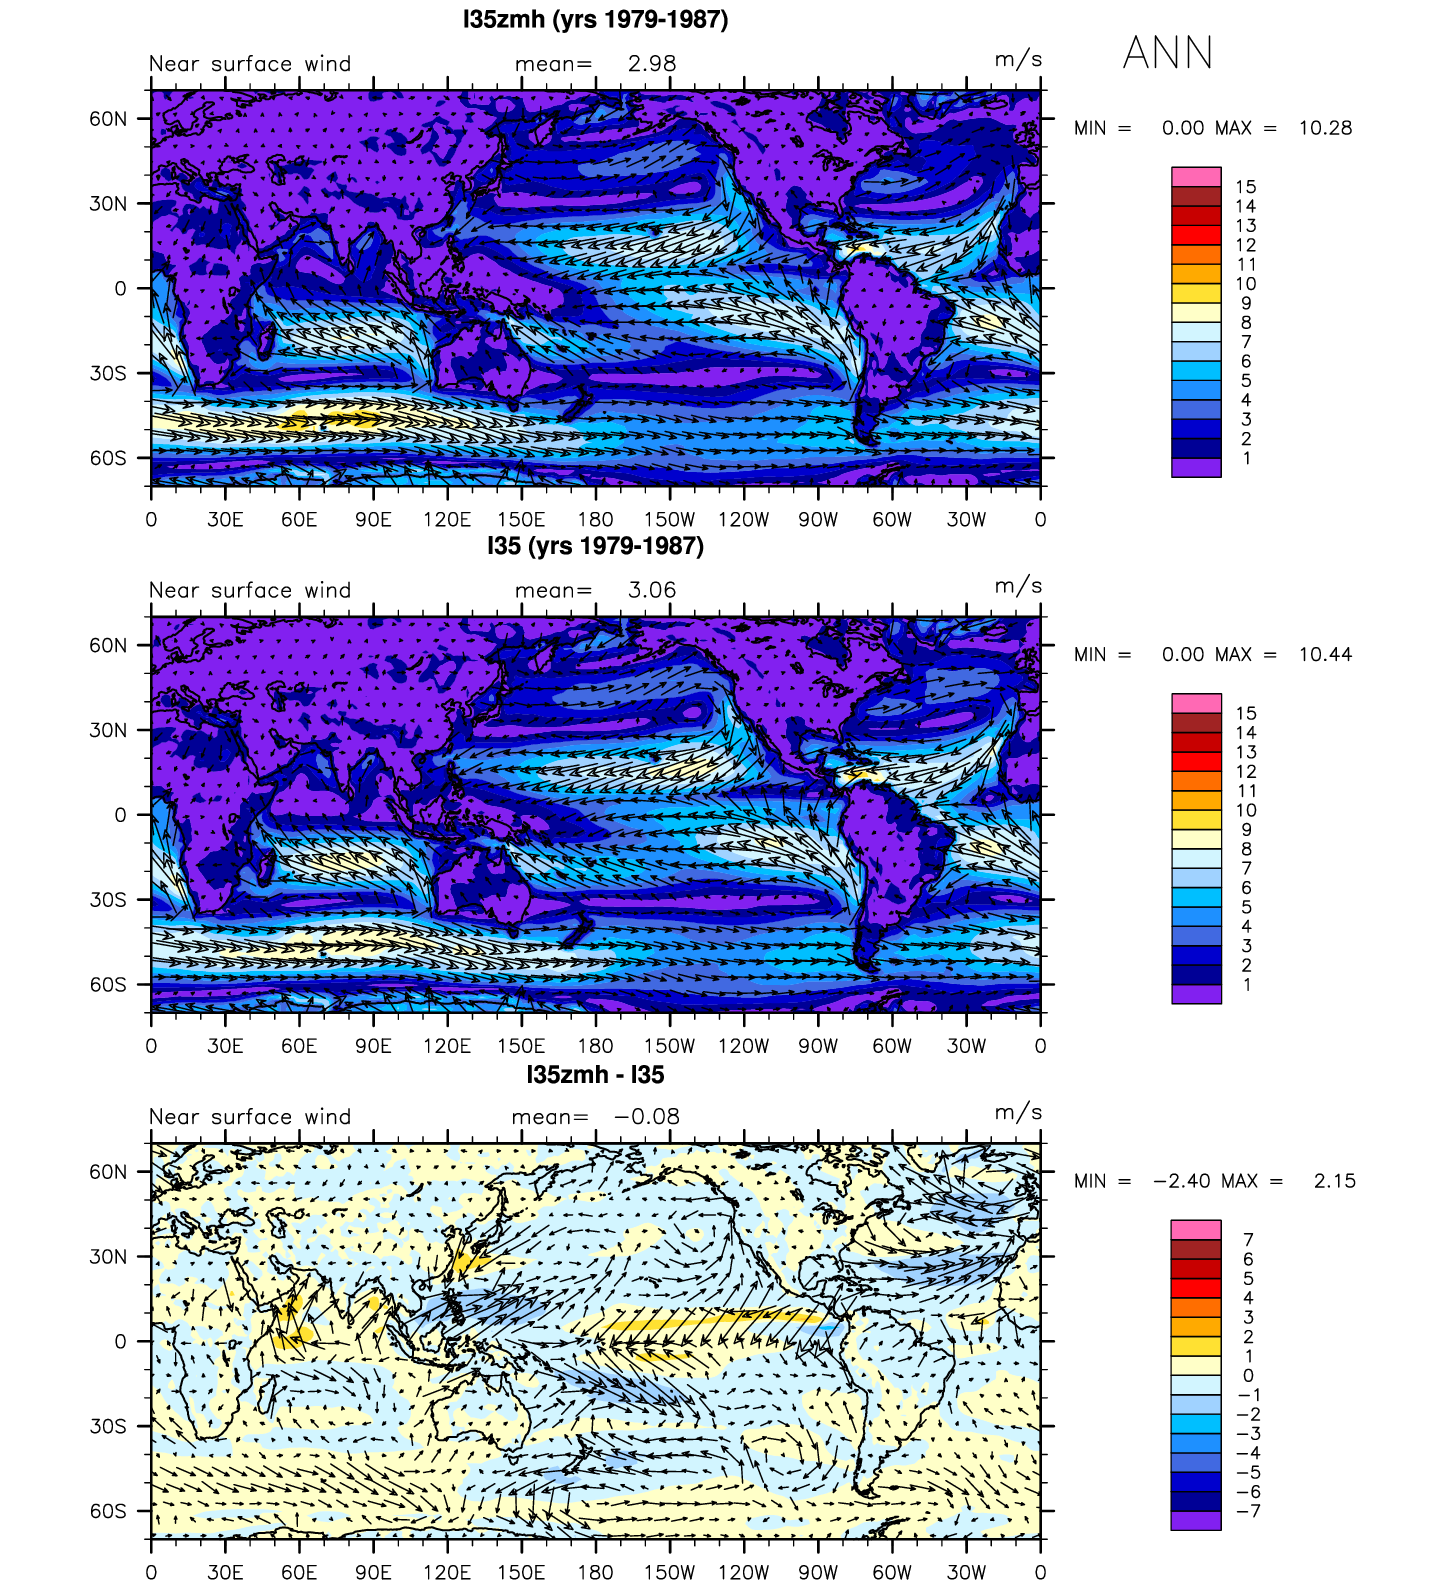 I35zmh (yrs 1979-1987)
Near surface wind mean= 2.98 m/s
ANN
MIN = 0.00 MAX = 10.28
60N
30N
0
30S
60S
0 30E 60E 90E 120E 150E 180 150W 120W 90W 60W 30W 0
15
14
13
12
11
10
9
8
7
6
5
4
3
2
1
I35 (yrs 1979-1987)
Near surface wind mean= 3.06 m/s
MIN = 0.00 MAX = 10.44
60N
30N
0
30S
60S
0 30E 60E 90E 120E 150E 180 150W 120W 90W 60W 30W 0
15
14
13
12
11
10
9
8
7
6
5
4
3
2
1
I35zmh - I35
Near surface wind mean= −0.08 m/s
MIN = −2.40 MAX = 2.15
60N
30N
0
30S
60S
0 30E 60E 90E 120E 150E 180 150W 120W 90W 60W 30W 0
7
6
5
4
3
2
1
0
−1
−2
−3
−4
−5
−6
−7